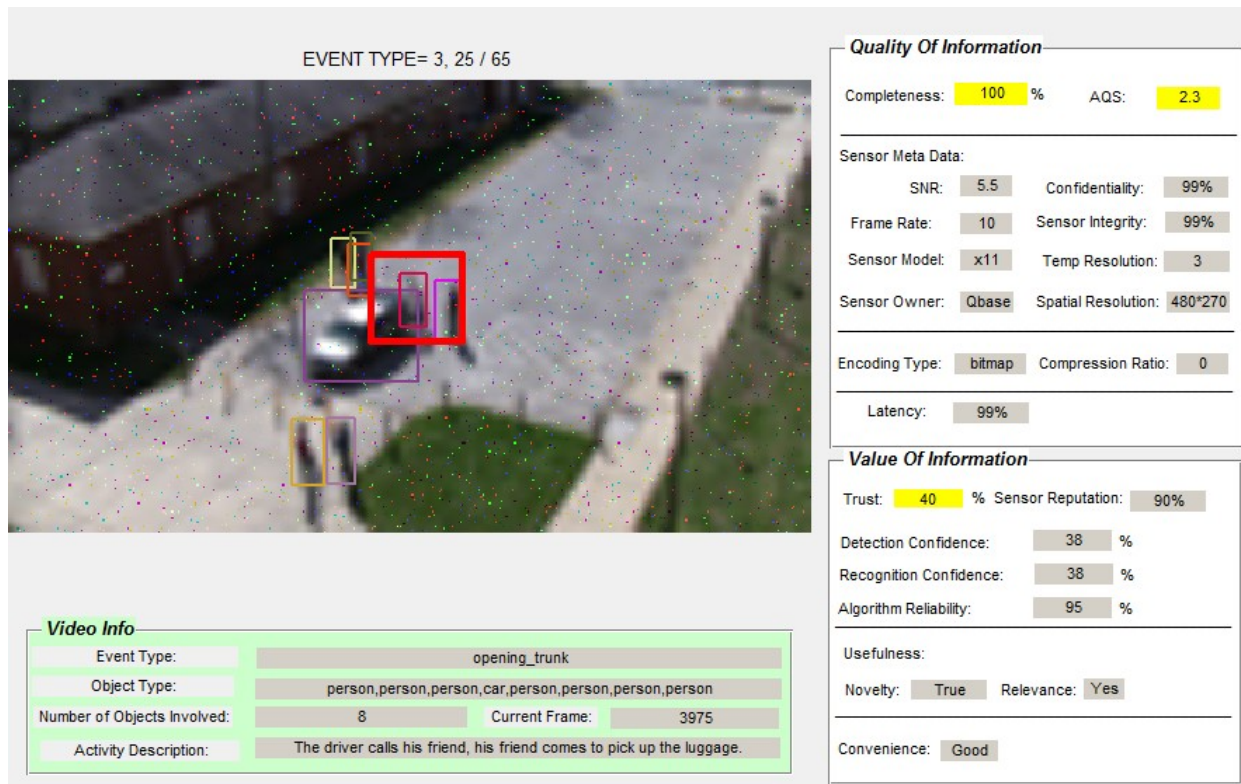 EVENT TYPE= 3, 25 / 65
Quality Of Information
Completeness: 100 % AQS: 2.3
Sensor Meta Data:
SNR: 5.5 Confidentiality: 99%
Frame Rate: 10 Sensor Integrity: 99%
Sensor Model: x11 Temp Resolution: 3
Sensor Owner: Qbase Spatial Resolution: 480*270
Encoding Type: bitmap Compression Ratio: 0
Latency: 99%
Value Of Information
Trust: 40 % Sensor Reputation: 90%
Detection Confidence: 38 %
Recognition Confidence: 38 %
Algorithm Reliability: 95 %
Usefulness:
Novelty: True Relevance: Yes
Convenience: Good
Video Info
Event Type: opening_trunk
Object Type: person,person,person,car,person,person,person,person
Number of Objects Involved: 8 Current Frame: 3975
Activity Description: The driver calls his friend, his friend comes to pick up the luggage.